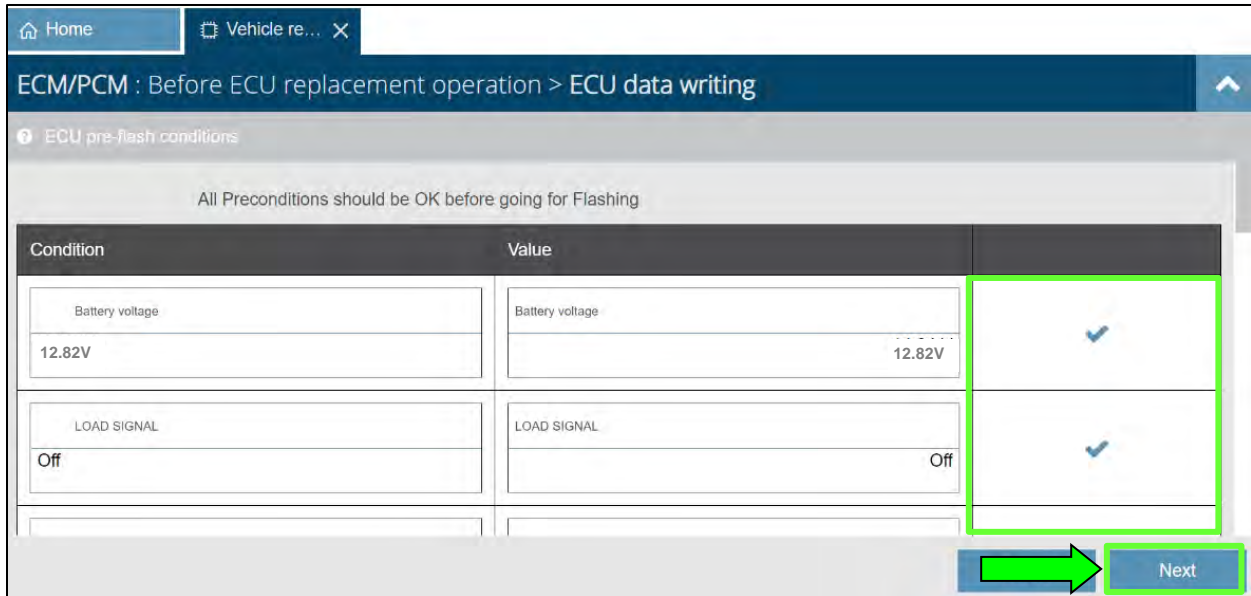 Home
Vehicle re...
ECM/PCM : Before ECU replacement operation > ECU data writing
ECU pre-flash conditions
All Preconditions should be OK before going for Flashing
Condition Value
Battery voltage Battery voltage
12.82V 12.82V
LOAD SIGNAL LOAD SIGNAL
Off Off
Next